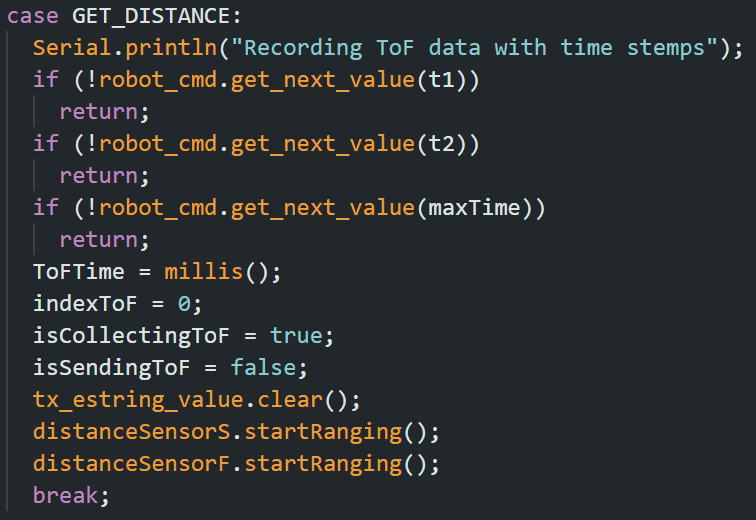 case GET_DISTANCE:
  Serial.println("Recording ToF data with time stemps");
  if (!robot_cmd.get_next_value(t1))
    return;
  if (!robot_cmd.get_next_value(t2))
    return;
  if (!robot_cmd.get_next_value(maxTime))
    return;
  ToFTime = millis();
  indexToF = 0;
  isCollectingToF = true;
  isSendingToF = false;
  tx_estring_value.clear();
  distanceSensorS.startRanging();
  distanceSensorF.startRanging();
  break;